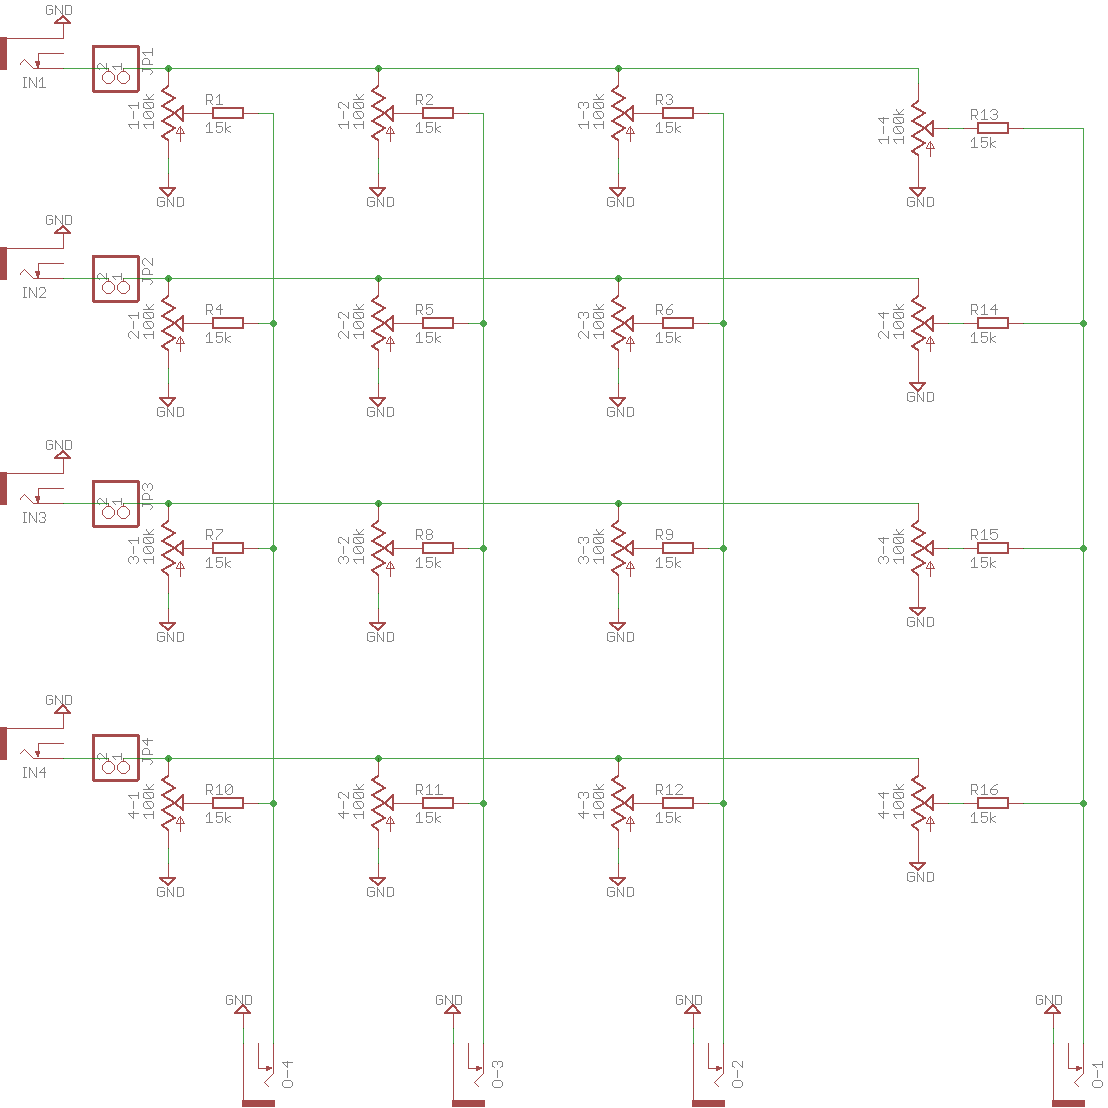 GND
IN1
2 1
JP1
1-1
100k
R1
15k
GND
1-2
100k
R2
15k
GND
1-3
100k
R3
15k
GND
1-4
100k
R13
15k
GND
GND
IN2
2 1
JP2
2-1
100k
R4
15k
GND
2-2
100k
R5
15k
GND
2-3
100k
R6
15k
GND
2-4
100k
R14
15k
GND
GND
IN3
2 1
JP3
3-1
100k
R7
15k
GND
3-2
100k
R8
15k
GND
3-3
100k
R9
15k
GND
3-4
100k
R15
15k
GND
GND
IN4
2 1
JP4
4-1
100k
R10
15k
GND
4-2
100k
R11
15k
GND
4-3
100k
R12
15k
GND
4-4
100k
R16
15k
GND
GND
O-4
GND
O-3
GND
O-2
GND
O-1